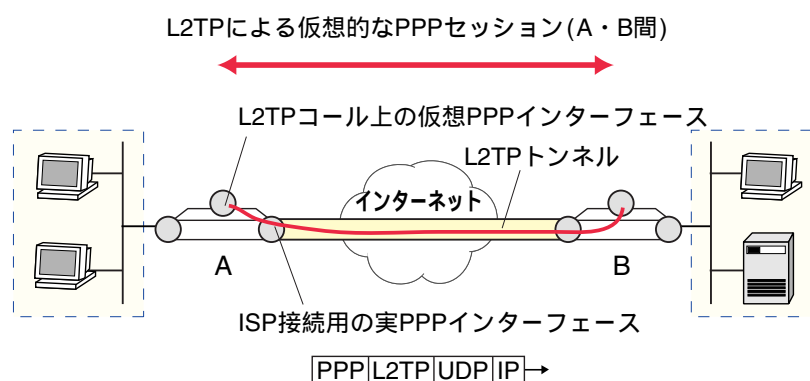 L2TPによる仮想的なPPPセッション(A・B間)
L2TPコール上の仮想PPPインターフェース
L2TPトンネル
インターネット
A
B
ISP接続用の実PPPインターフェース
PPP L2TP UDP IP